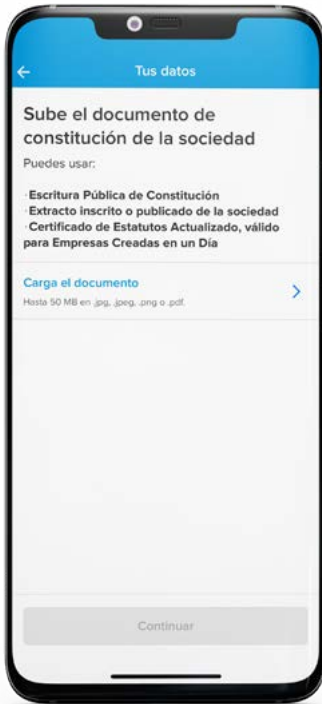 Tus datos
Sube el documento de
constitución de la sociedad
Puedes usar:
· Escritura Pública de Constitución
· Extracto inscrito o publicado de la sociedad
· Certificado de Estatutos Actualizado, válido
para Empresas Creadas en un Día
Carga el documento
Hasta 50 MB en .jpg, .jpeg, .png o .pdf.
Continuar